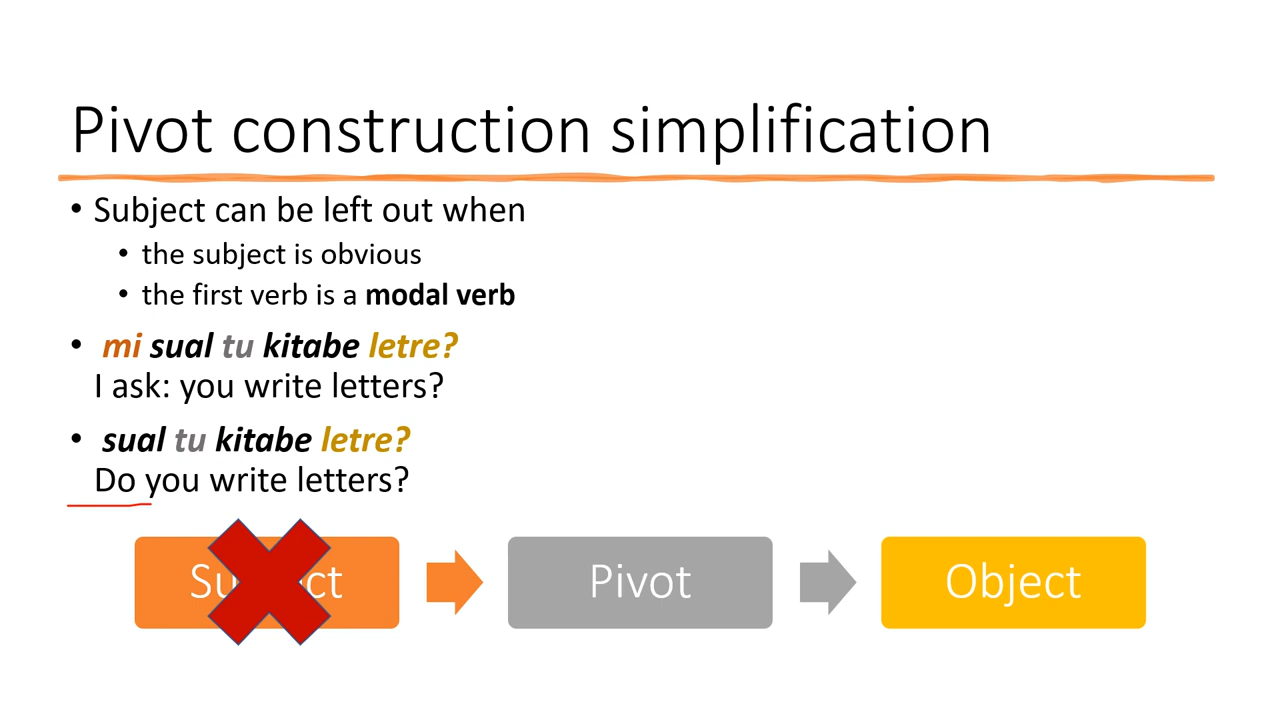 Pivot construction simplification
• Subject can be left out when
• the subject is obvious
• the first verb is a modal verb
• mi sual tu kitabe letre?
I ask: you write letters?
• sual tu kitabe letre?
Do you write letters?
Pivot
Object